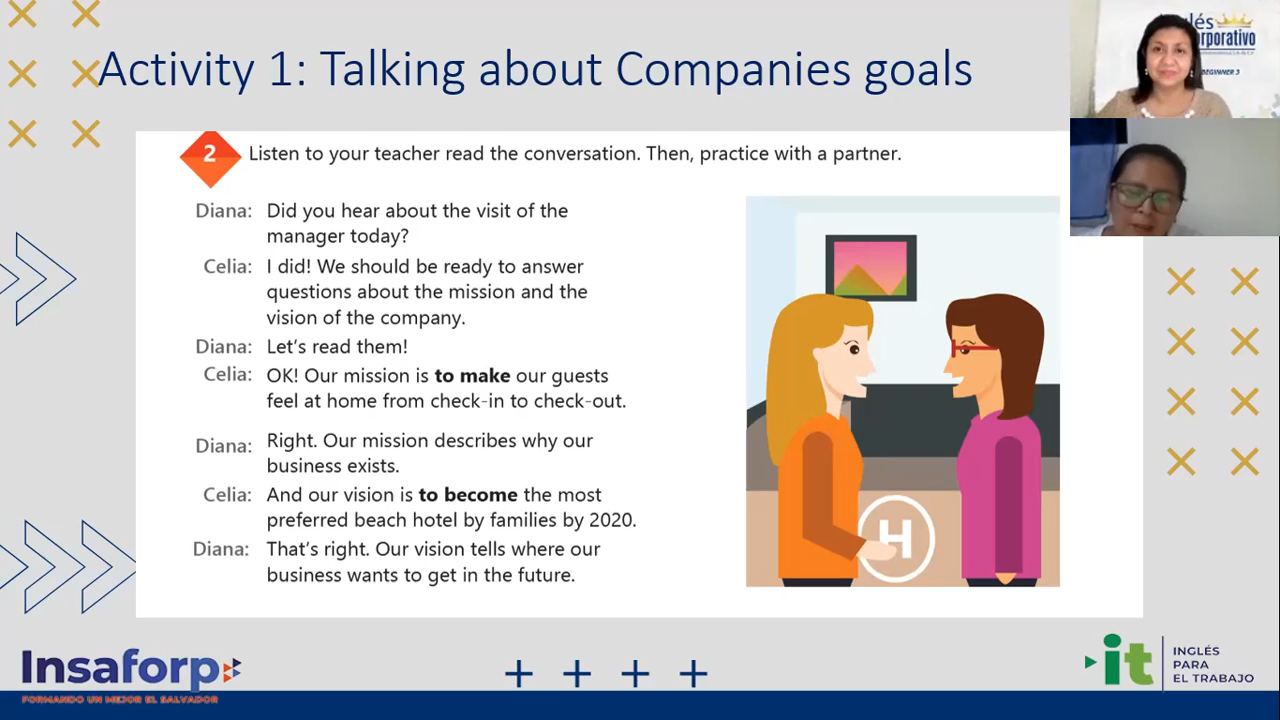 Activity 1: Talking about Companies goals
2 Listen to your teacher read the conversation. Then, practice with a partner.
Diana: Did you hear about the visit of the
manager today?
Celia: I did! We should be ready to answer
questions about the mission and the
vision of the company.
Diana: Let's read them!
Celia: OK! Our mission is to make our guests
feel at home from check-in to check-out.
Diana: Right. Our mission describes why our
business exists.
Celia: And our vision is to become the most
preferred beach hotel by families by 2020.
Diana: That's right. Our vision tells where our
business wants to get in the future.
H
BEGINNER 3
Insaforp
FORMANDO UN MEJOR EL SALVADOR
it
INGLÉS
PARA
EL TRABAJO